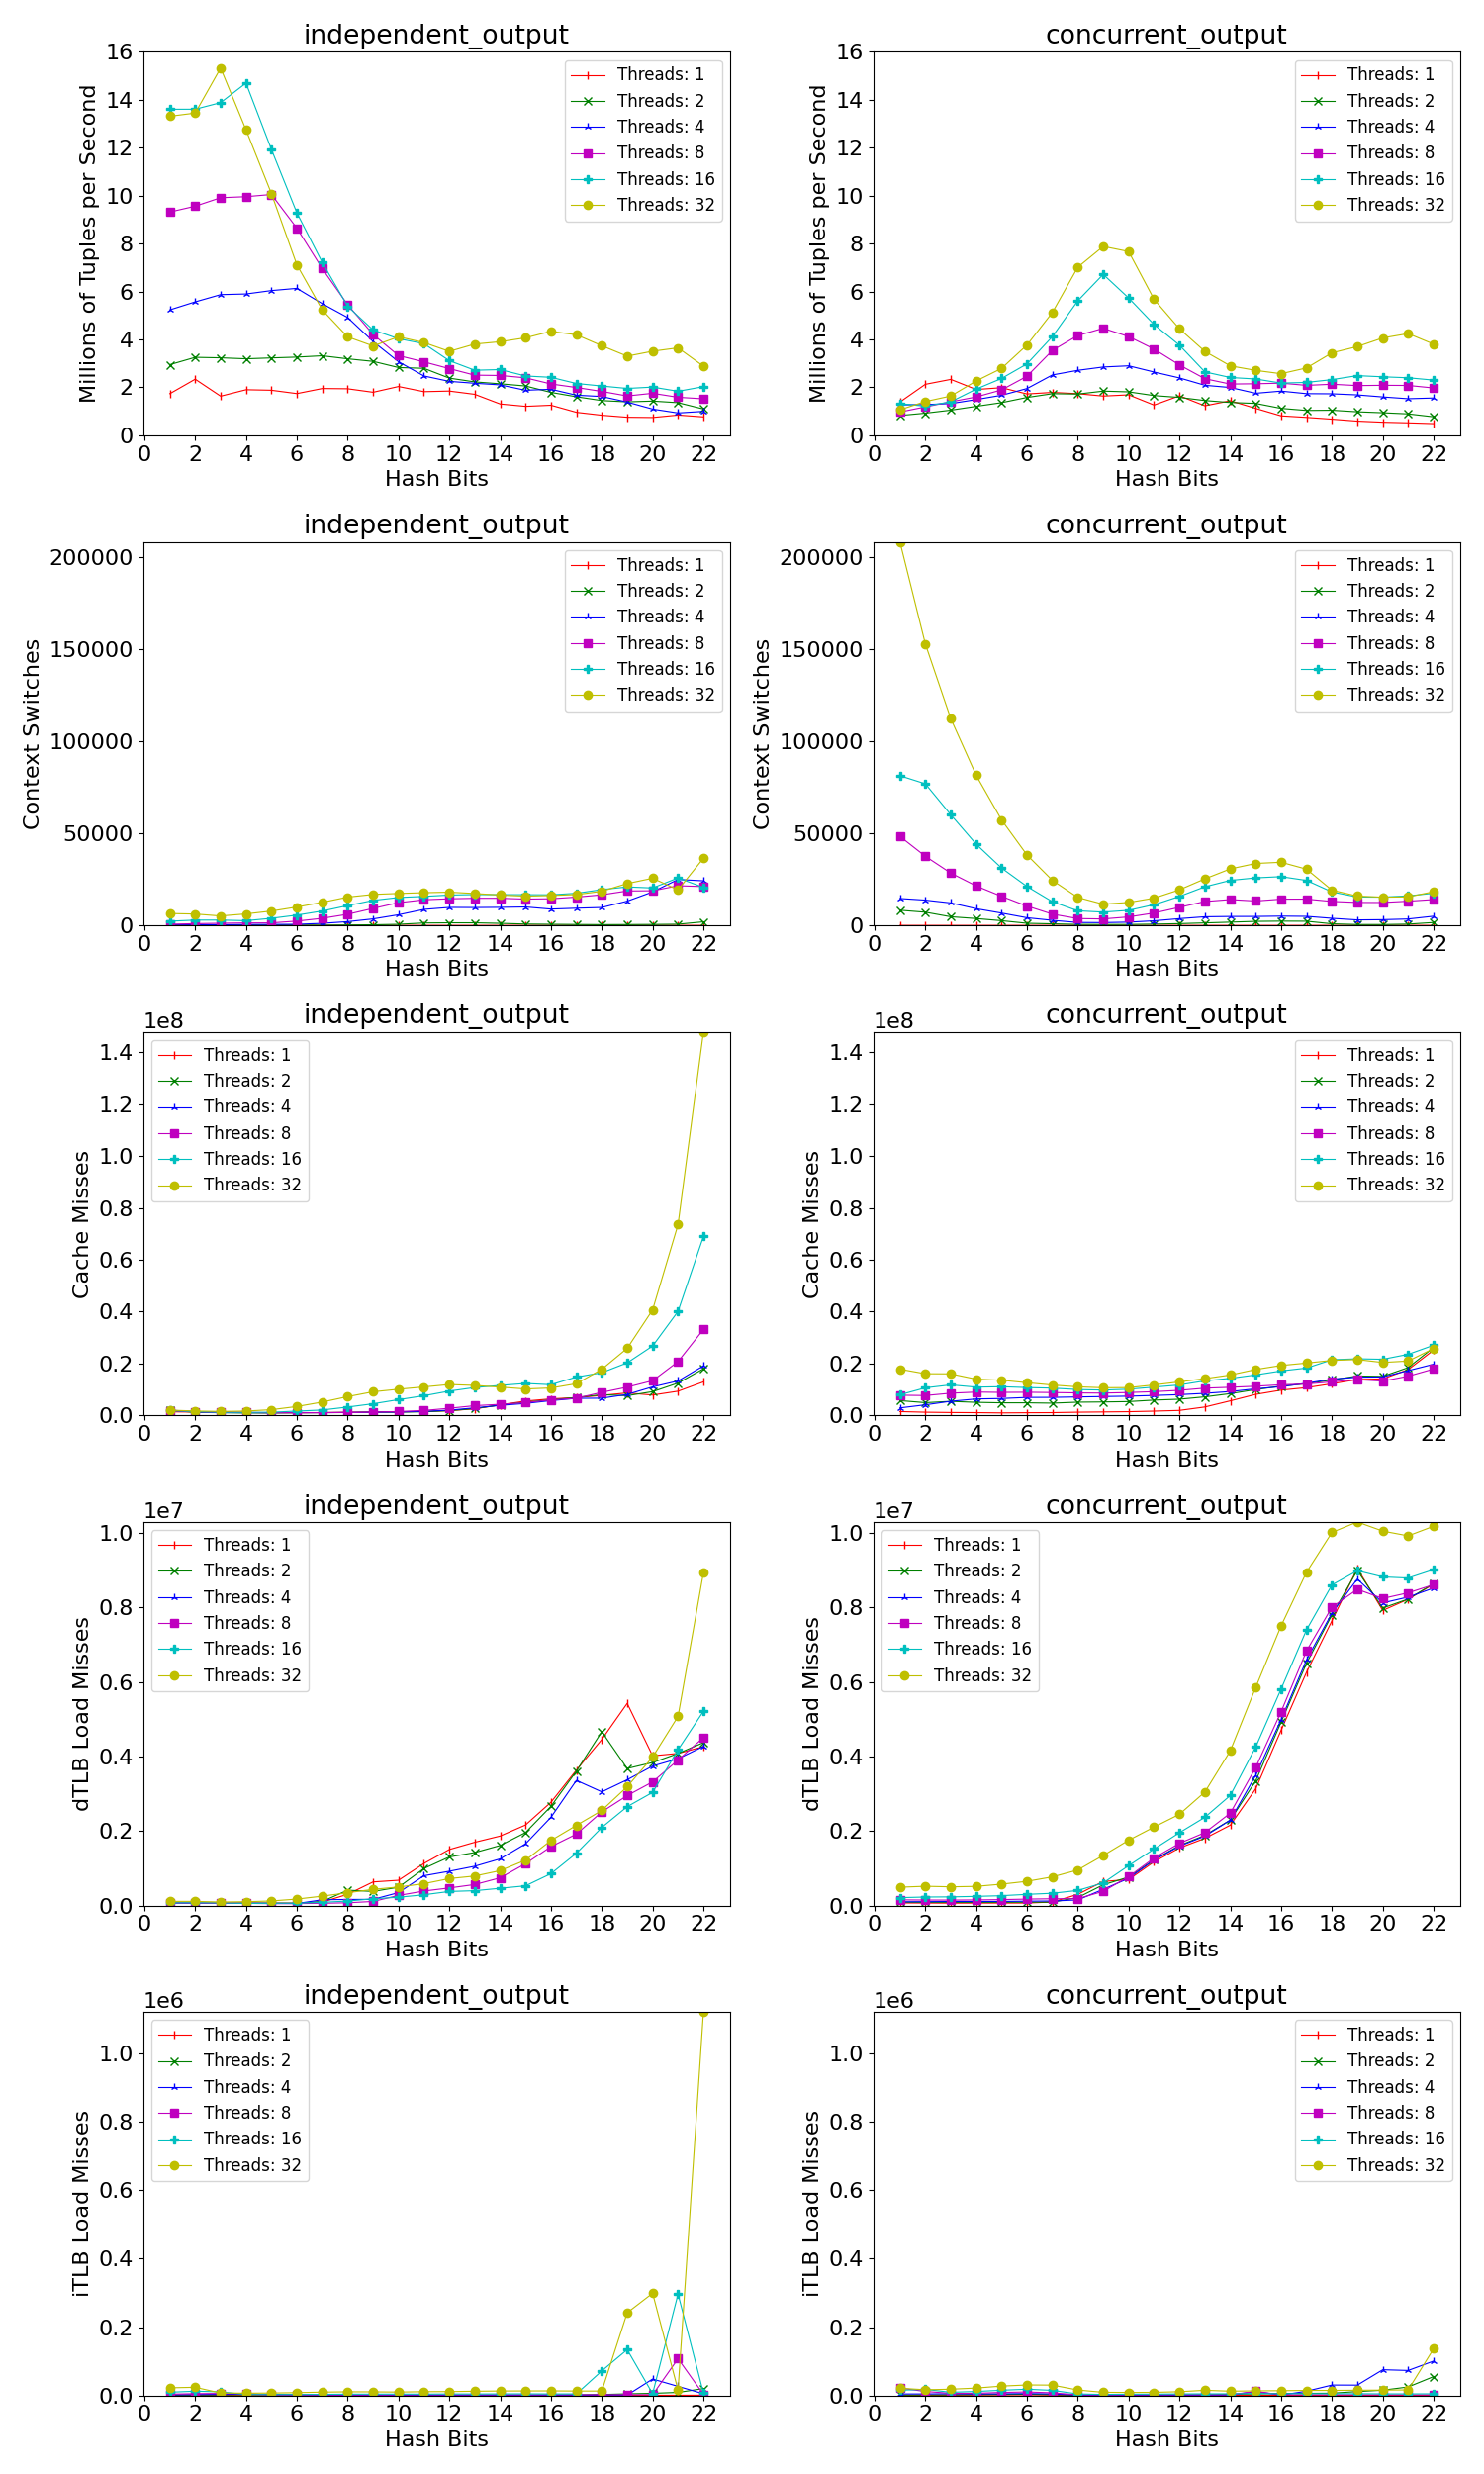 independent_output
Millions of Tuples per Second
16
14
12
10
8
6
4
2
0
Threads: 1
Threads: 2
Threads: 4
Threads: 8
Threads: 16
Threads: 32
0 2 4 6 8 10 12 14 16 18 20 22
Hash Bits
concurrent_output
Millions of Tuples per Second
16
14
12
10
8
6
4
2
0
Threads: 1
Threads: 2
Threads: 4
Threads: 8
Threads: 16
Threads: 32
0 2 4 6 8 10 12 14 16 18 20 22
Hash Bits
independent_output
Context Switches
200000
150000
100000
50000
0
Threads: 1
Threads: 2
Threads: 4
Threads: 8
Threads: 16
Threads: 32
0 2 4 6 8 10 12 14 16 18 20 22
Hash Bits
concurrent_output
Context Switches
200000
150000
100000
50000
0
Threads: 1
Threads: 2
Threads: 4
Threads: 8
Threads: 16
Threads: 32
0 2 4 6 8 10 12 14 16 18 20 22
Hash Bits
independent_output
1e8
Cache Misses
1.4
1.2
1.0
0.8
0.6
0.4
0.2
0.0
Threads: 1
Threads: 2
Threads: 4
Threads: 8
Threads: 16
Threads: 32
0 2 4 6 8 10 12 14 16 18 20 22
Hash Bits
concurrent_output
1e8
Cache Misses
1.4
1.2
1.0
0.8
0.6
0.4
0.2
0.0
Threads: 1
Threads: 2
Threads: 4
Threads: 8
Threads: 16
Threads: 32
0 2 4 6 8 10 12 14 16 18 20 22
Hash Bits
independent_output
1e7
dTLB Load Misses
1.0
0.8
0.6
0.4
0.2
0.0
Threads: 1
Threads: 2
Threads: 4
Threads: 8
Threads: 16
Threads: 32
0 2 4 6 8 10 12 14 16 18 20 22
Hash Bits
concurrent_output
1e7
dTLB Load Misses
1.0
0.8
0.6
0.4
0.2
0.0
Threads: 1
Threads: 2
Threads: 4
Threads: 8
Threads: 16
Threads: 32
0 2 4 6 8 10 12 14 16 18 20 22
Hash Bits
independent_output
1e6
iTLB Load Misses
1.0
0.8
0.6
0.4
0.2
0.0
Threads: 1
Threads: 2
Threads: 4
Threads: 8
Threads: 16
Threads: 32
0 2 4 6 8 10 12 14 16 18 20 22
Hash Bits
concurrent_output
1e6
iTLB Load Misses
1.0
0.8
0.6
0.4
0.2
0.0
Threads: 1
Threads: 2
Threads: 4
Threads: 8
Threads: 16
Threads: 32
0 2 4 6 8 10 12 14 16 18 20 22
Hash Bits